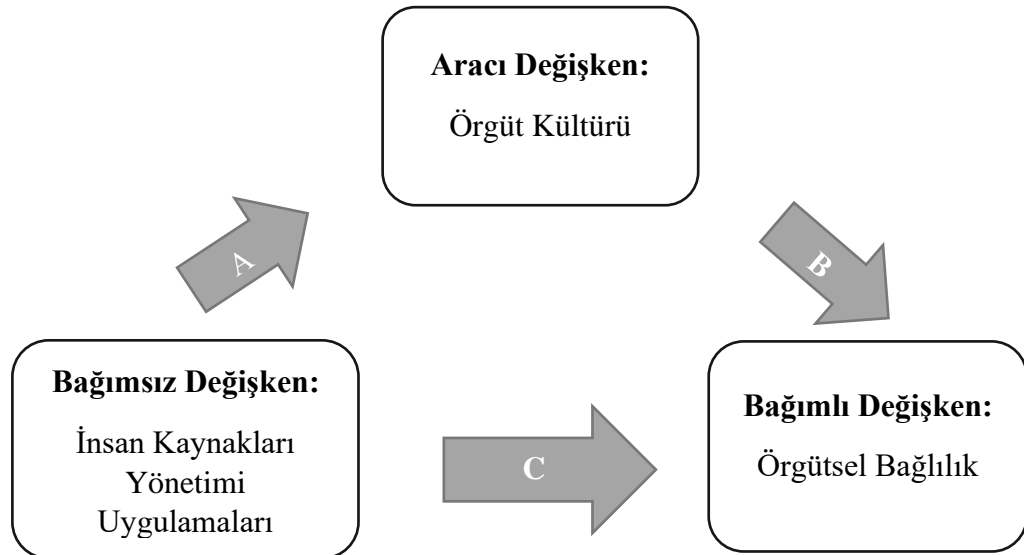 Aracı Değişken:
Örgüt Kültürü
A
B
Bağımsız Değişken:
İnsan Kaynakları
Yönetimi
Uygulamaları
C
Bağımlı Değişken:
Örgütsel Bağlılık